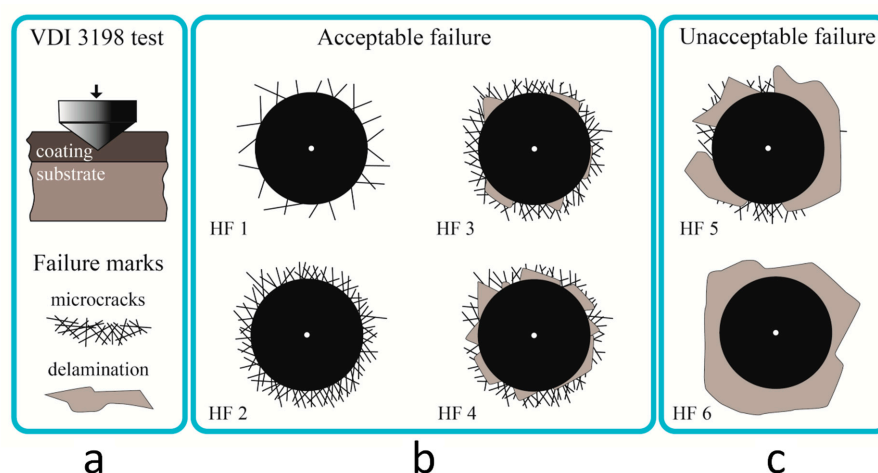 VDI 3198 test
coating
substrate
Failure marks
microcracks
delamination
a
Acceptable failure
HF 1
HF 3
HF 2
HF 4
b
Unacceptable failure
HF 5
HF 6
c